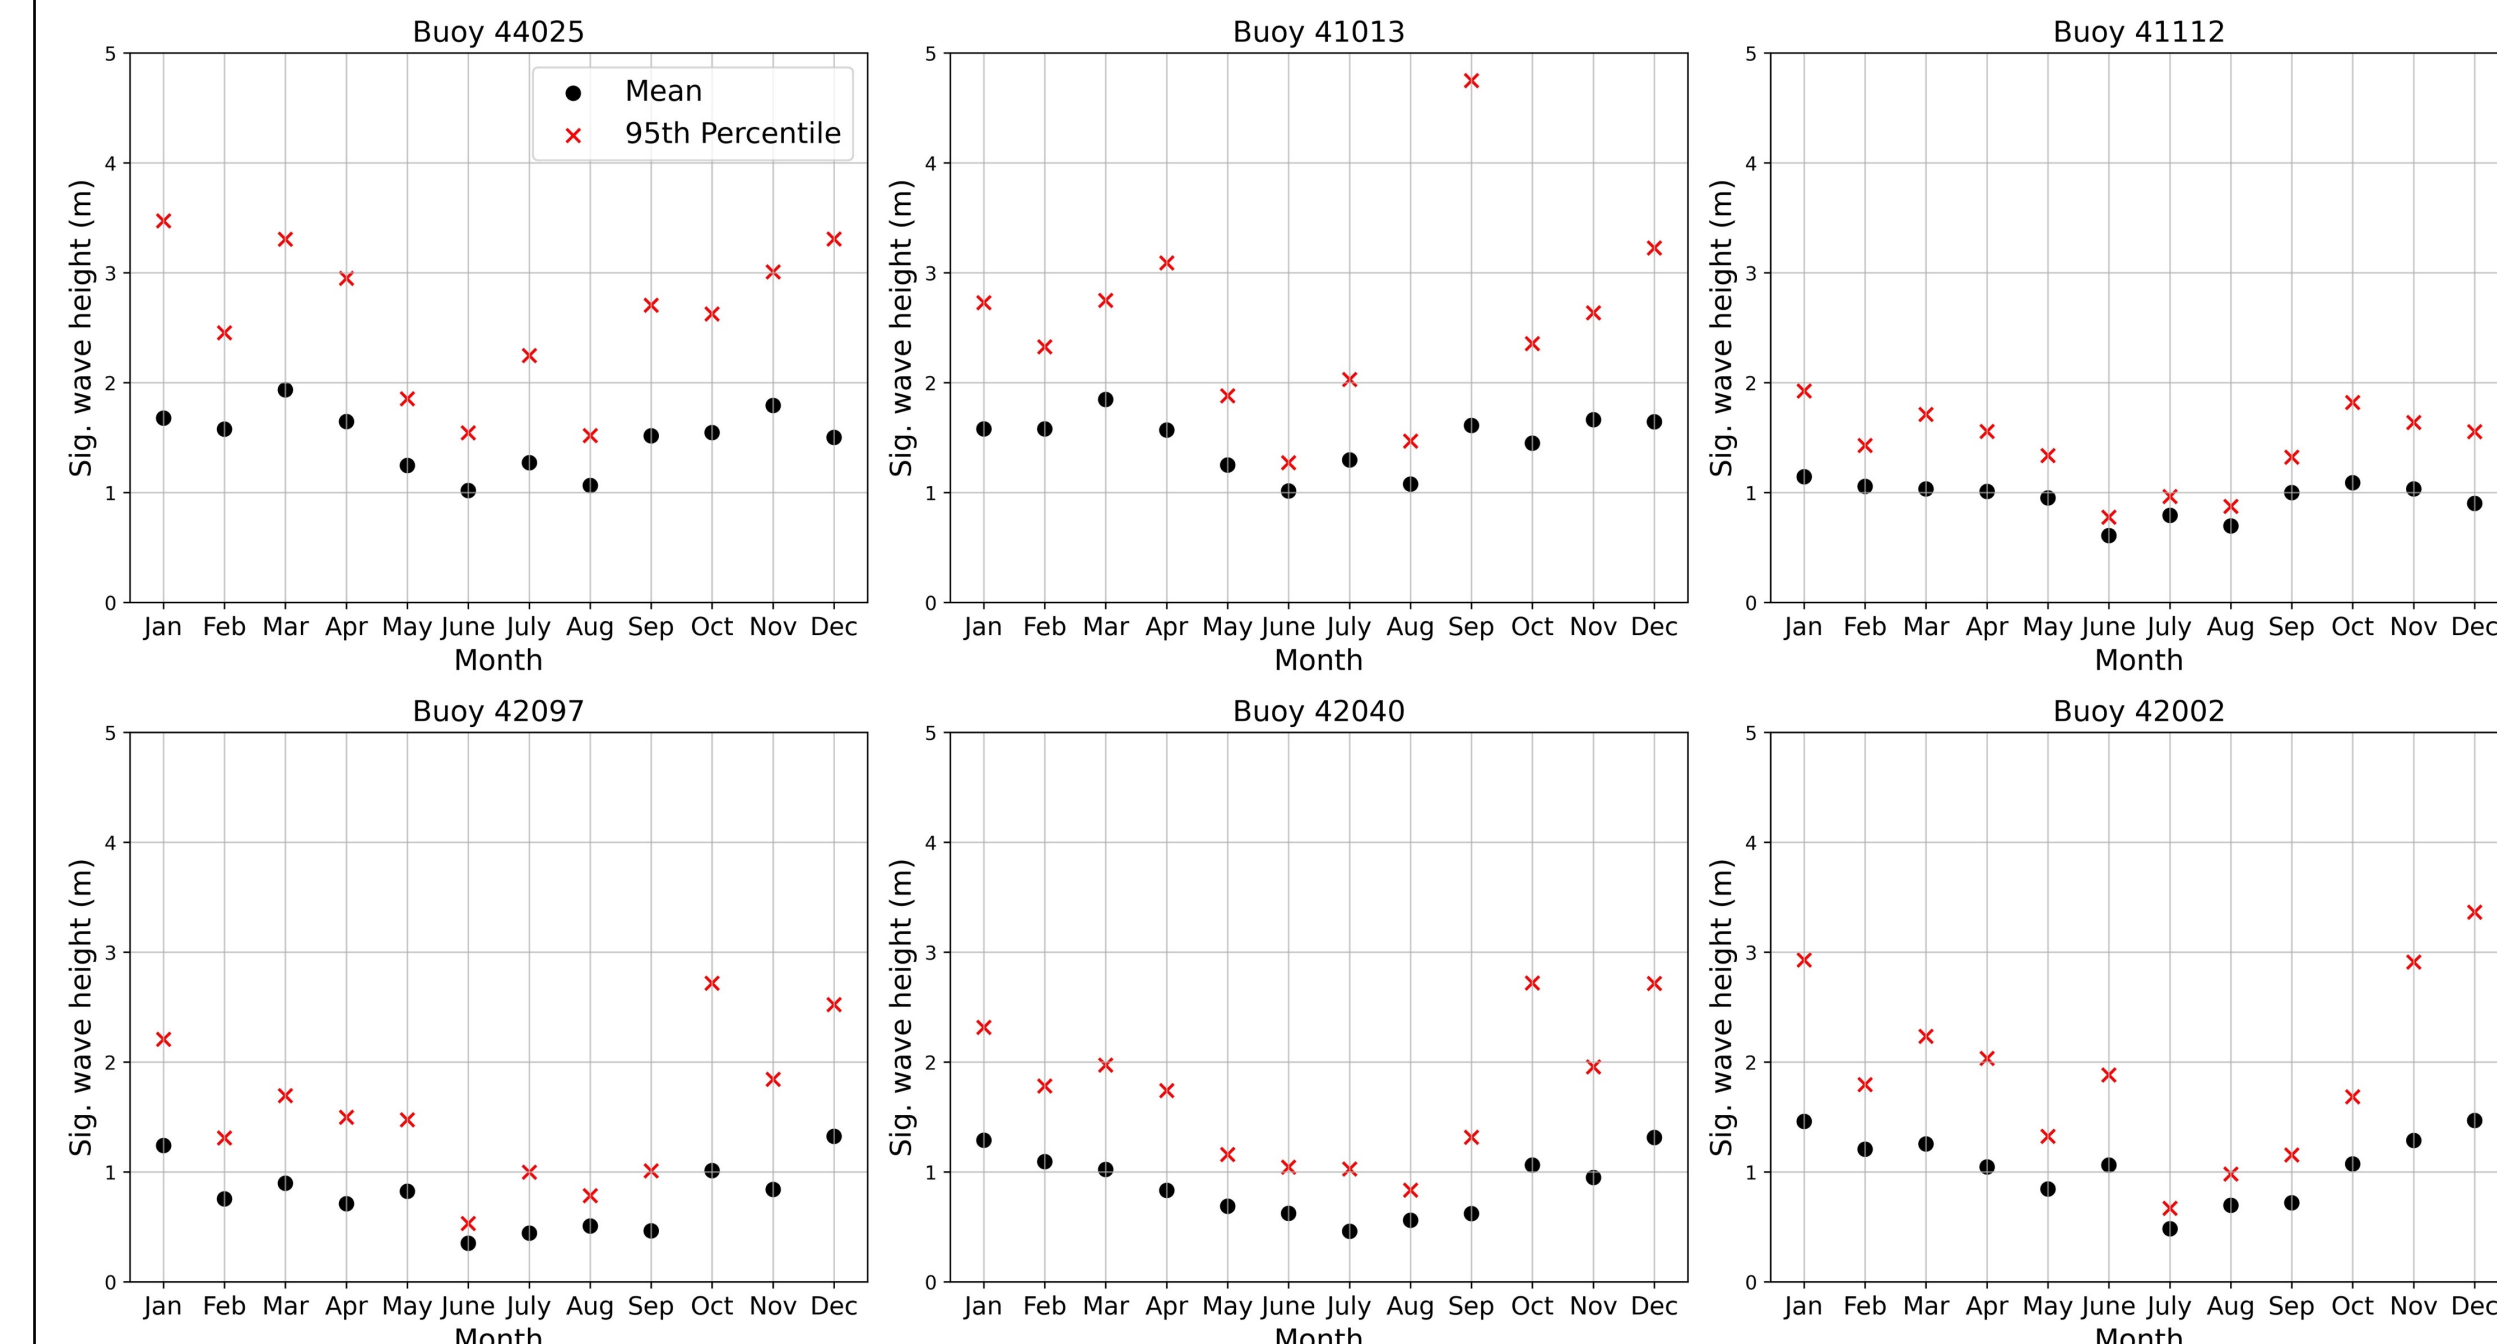 Buoy 44025
5
4
3
2
1
0
Sig. wave height (m)
Mean
95th Percentile
Jan Feb Mar Apr May June July Aug Sep Oct Nov Dec
Month
Buoy 41013
5
4
3
2
1
0
Sig. wave height (m)
Jan Feb Mar Apr May June July Aug Sep Oct Nov Dec
Month
Buoy 41112
5
4
3
2
1
0
Sig. wave height (m)
Jan Feb Mar Apr May June July Aug Sep Oct Nov Dec
Month
Buoy 42097
5
4
3
2
1
0
Sig. wave height (m)
Jan Feb Mar Apr May June July Aug Sep Oct Nov Dec
Month
Buoy 42040
5
4
3
2
1
0
Sig. wave height (m)
Jan Feb Mar Apr May June July Aug Sep Oct Nov Dec
Month
Buoy 42002
5
4
3
2
1
0
Sig. wave height (m)
Jan Feb Mar Apr May June July Aug Sep Oct Nov Dec
Month